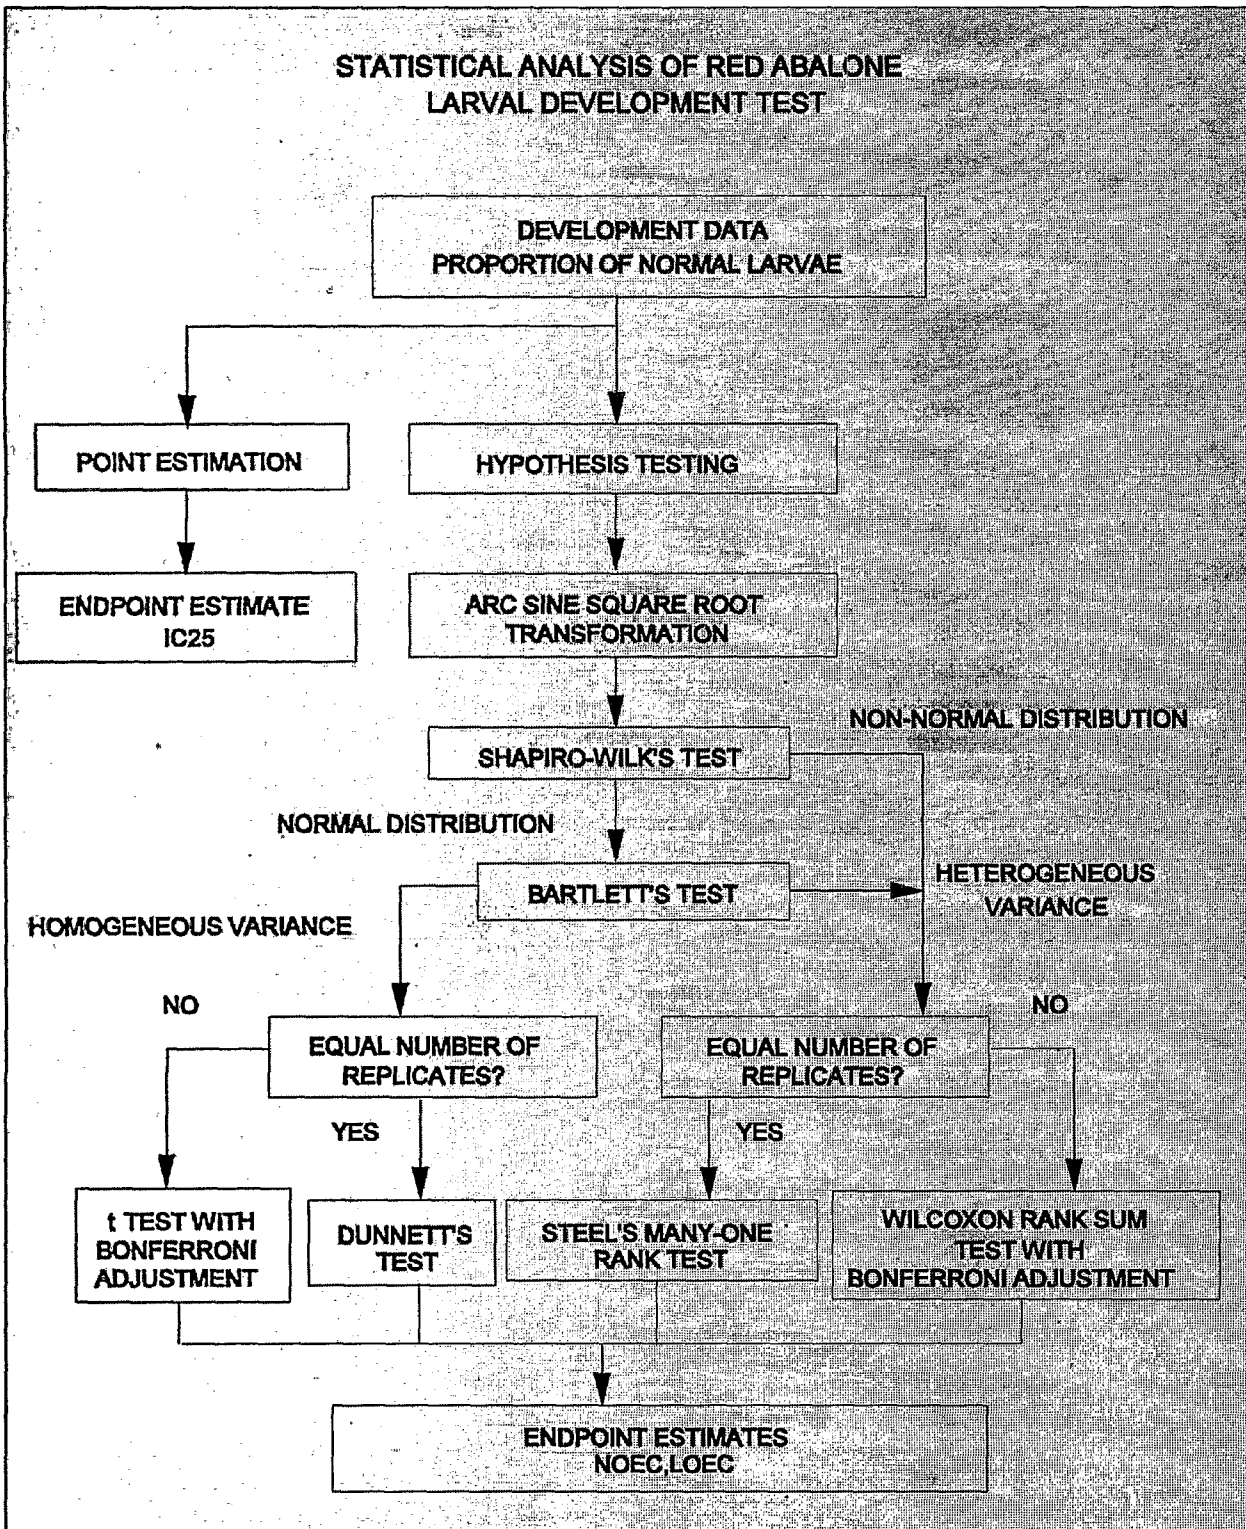 STATISTICAL ANALYSIS OF RED ABALONE
LARVAL DEVELOPMENT TEST
DEVELOPMENT DATA
PROPORTION OF NORMAL LARVAE
POINT ESTIMATION
HYPOTHESIS TESTING
ENDPOINT ESTIMATE
IC25
ARC SINE SQUARE ROOT
TRANSFORMATION
NON-NORMAL DISTRIBUTION
SHAPIRO-WILK'S TEST
NORMAL DISTRIBUTION
BARTLETT'S TEST
HETEROGENEOUS
VARIANCE
HOMOGENEOUS VARIANCE
NO
EQUAL NUMBER OF
REPLICATES?
EQUAL NUMBER OF
REPLICATES?
NO
YES
YES
t TEST WITH
BONFERRONI
ADJUSTMENT
DUNNETT'S
TEST
STEEL'S MANY-ONE
RANK TEST
WILCOXON RANK SUM
TEST WITH
BONFERRONI ADJUSTMENT
ENDPOINT ESTIMATES
NOEC,LOEC